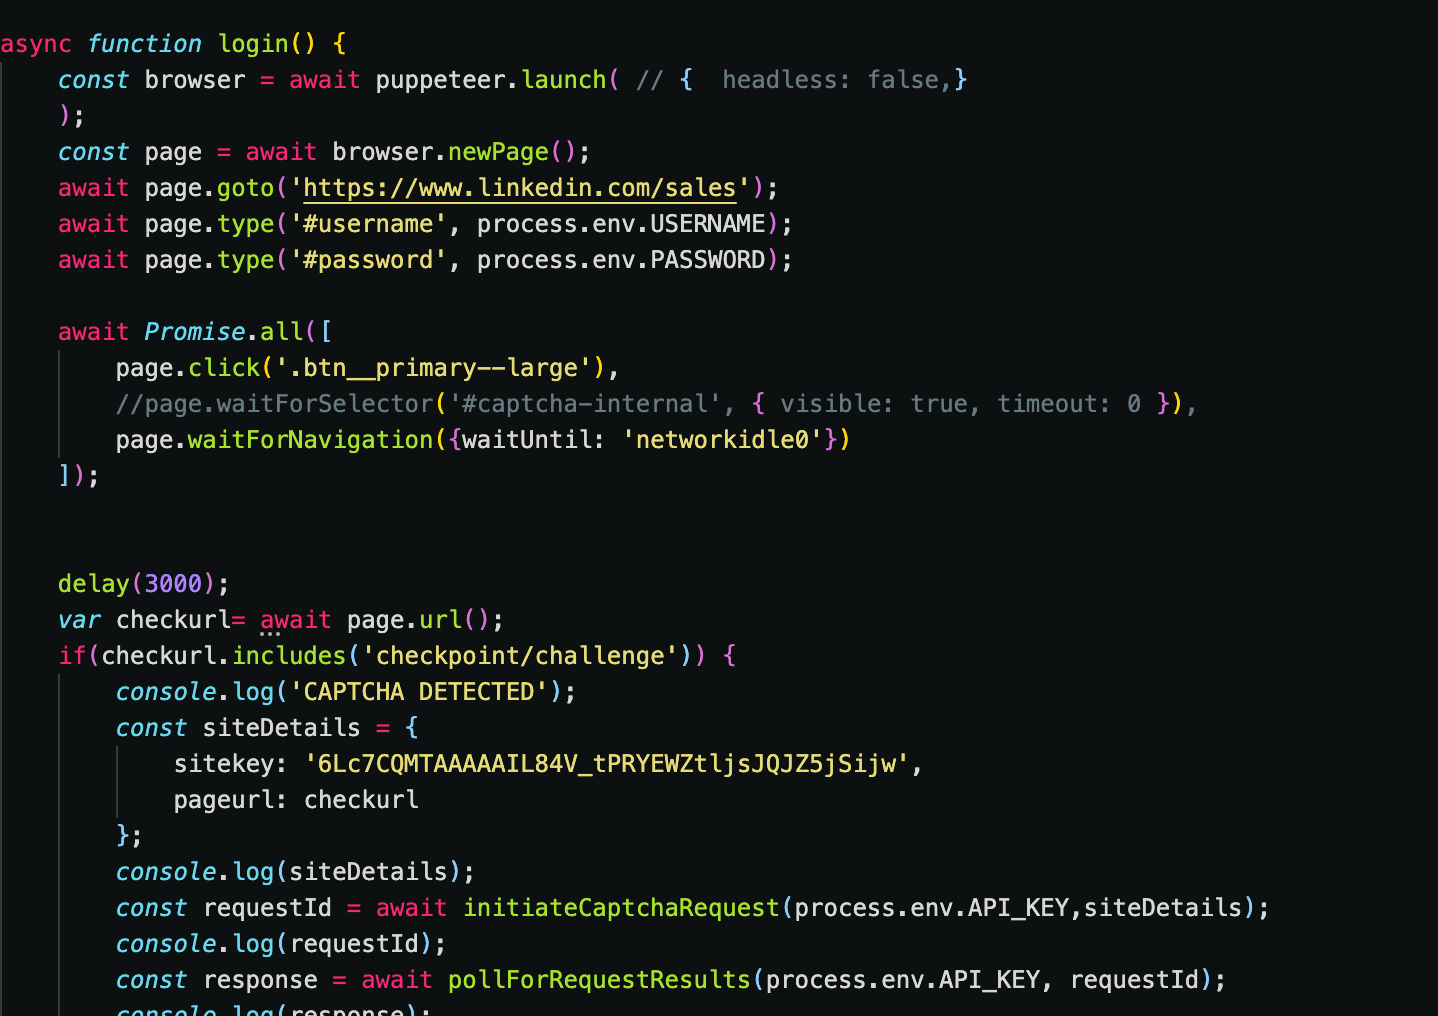 async function login() {
    const browser = await puppeteer.launch( // {  headless: false,}
    );
    const page = await browser.newPage();
    await page.goto('https://www.linkedin.com/sales');
    await page.type('#username', process.env.USERNAME);
    await page.type('#password', process.env.PASSWORD);
    await Promise.all([
        page.click('.btn__primary--large'),
        //page.waitForSelector('#captcha-internal', { visible: true, timeout: 0 }),
        page.waitForNavigation({waitUntil: 'networkidle0'})
    ]);
    delay(3000);
    var checkurl= await page.url();
    if(checkurl.includes('checkpoint/challenge')) {
        console.log('CAPTCHA DETECTED');
        const siteDetails = {
            sitekey: '6Lc7CQMTAAAAAIL84V_tPRYEWZtljsJQJZ5jSijw',
            pageurl: checkurl
        };
        console.log(siteDetails);
        const requestId = await initiateCaptchaRequest(process.env.API_KEY,siteDetails);
        console.log(requestId);
        const response = await pollForRequestResults(process.env.API_KEY, requestId);
        console.log(response);